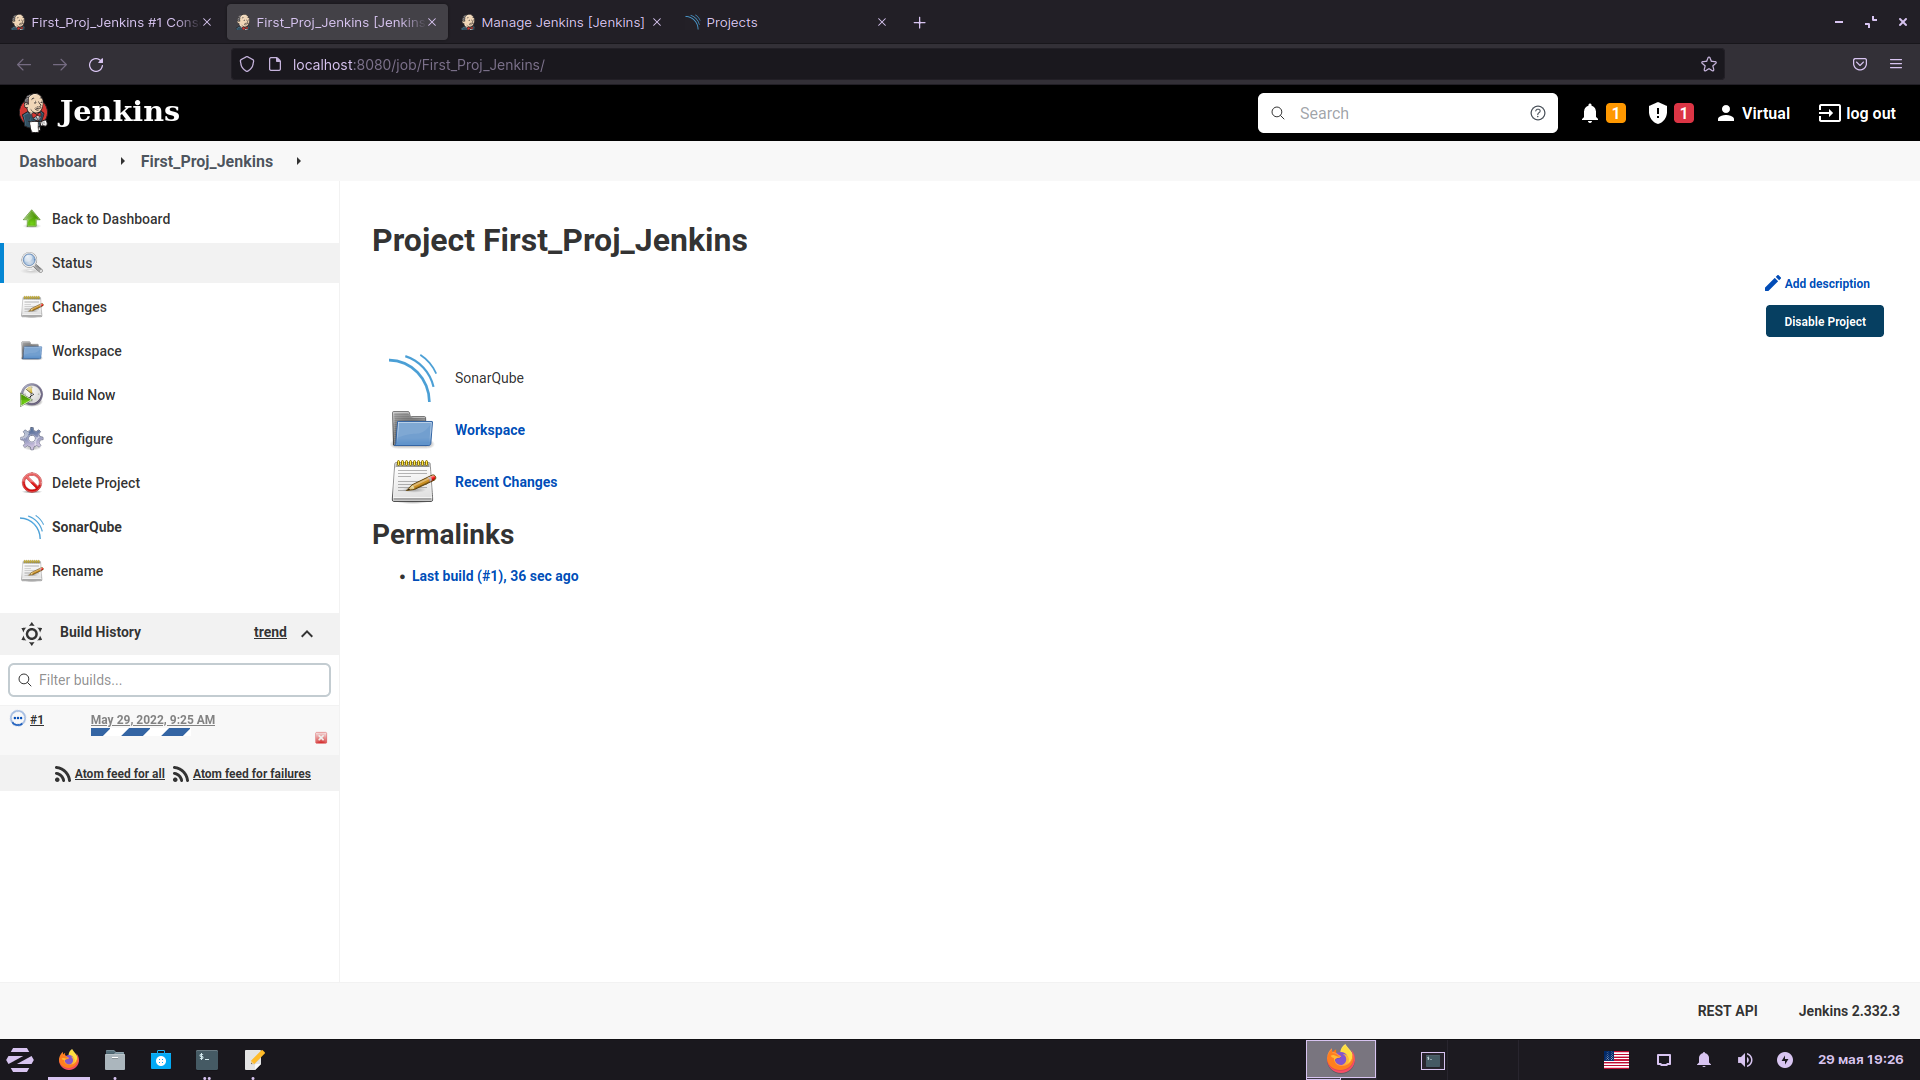 First_Proj_Jenkins #1 Cons
First_Proj_Jenkins [Jenkins
Manage Jenkins [Jenkins]
Projects
localhost:8080/job/First_Proj_Jenkins/
Jenkins
Search
1
1
Virtual
log out
Dashboard
First_Proj_Jenkins
Back to Dashboard
Status
Changes
Workspace
Build Now
Configure
Delete Project
SonarQube
Rename
Build History
trend
Filter builds...
#1
May 29, 2022, 9:25 AM
Atom feed for all
Atom feed for failures
Project First_Proj_Jenkins
Add description
Disable Project
SonarQube
Workspace
Recent Changes
Permalinks
Last build (#1), 36 sec ago
REST API
Jenkins 2.332.3
29 мая 19:26